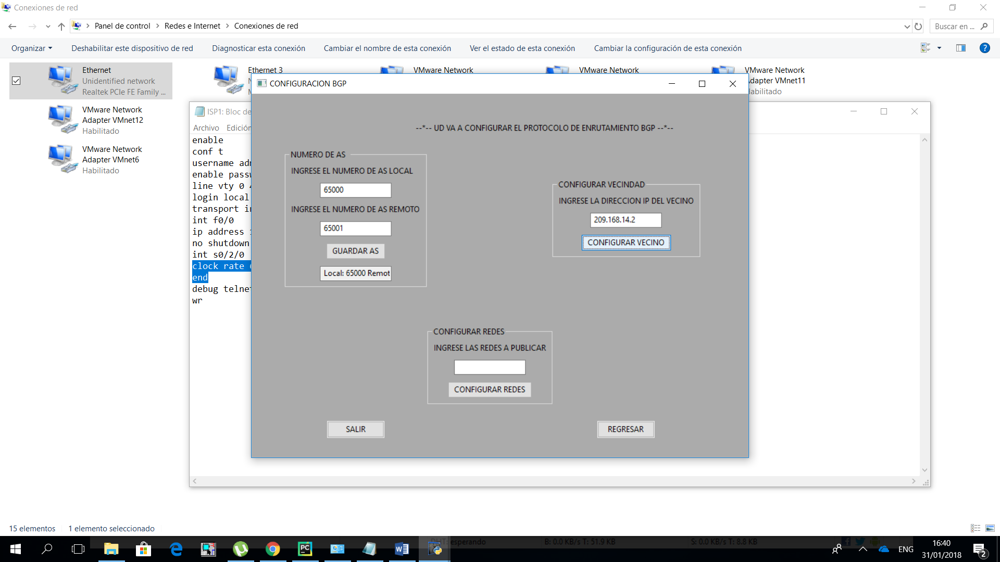 Conexiones de red
Panel de control > Redes e Internet > Conexiones de red
Buscar en ...
Organizar
Deshabilitar este dispositivo de red
Diagnosticar esta conexión
Cambiar el nombre de esta conexión
Ver el estado de esta conexión
Cambiar la configuración de esta conexión
Ethernet
Unidentified network
Realtek PCIe FE Family ...
Ethernet 3
VMware Network
VMware Network
VMware Network
Adapter VMnet11
Habilitado
VMware Network
Adapter VMnet12
Habilitado
VMware Network
Adapter VMnet6
Habilitado
ISP1: Bloc de
Archivo Edición
enable
conf t
username
enable
line vty 0
login local
transport
int f0/0
ip address
no shutdown
int s0/2/0
clock rate
end
debug telnet
wr
CONFIGURACION BGP
--*-- UD VA A CONFIGURAR EL PROTOCOLO DE ENRUTAMIENTO BGP --*--
NUMERO DE AS
INGRESE EL NUMERO DE AS LOCAL
65000
INGRESE EL NUMERO DE AS REMOTO
65001
GUARDAR AS
Local: 65000 Remot
CONFIGURAR VECINDAD
INGRESE LA DIRECCION IP DEL VECINO
209.168.14.2
CONFIGURAR VECINO
CONFIGURAR REDES
INGRESE LAS REDES A PUBLICAR
CONFIGURAR REDES
SALIR
REGRESAR
15 elementos
1 elemento seleccionado
DHT: esperando
B: 0.0 KB/s T: 51.9 KB
S: 0.0 KB/s T: 8.8 KB
ENG
16:40
31/01/2018
2